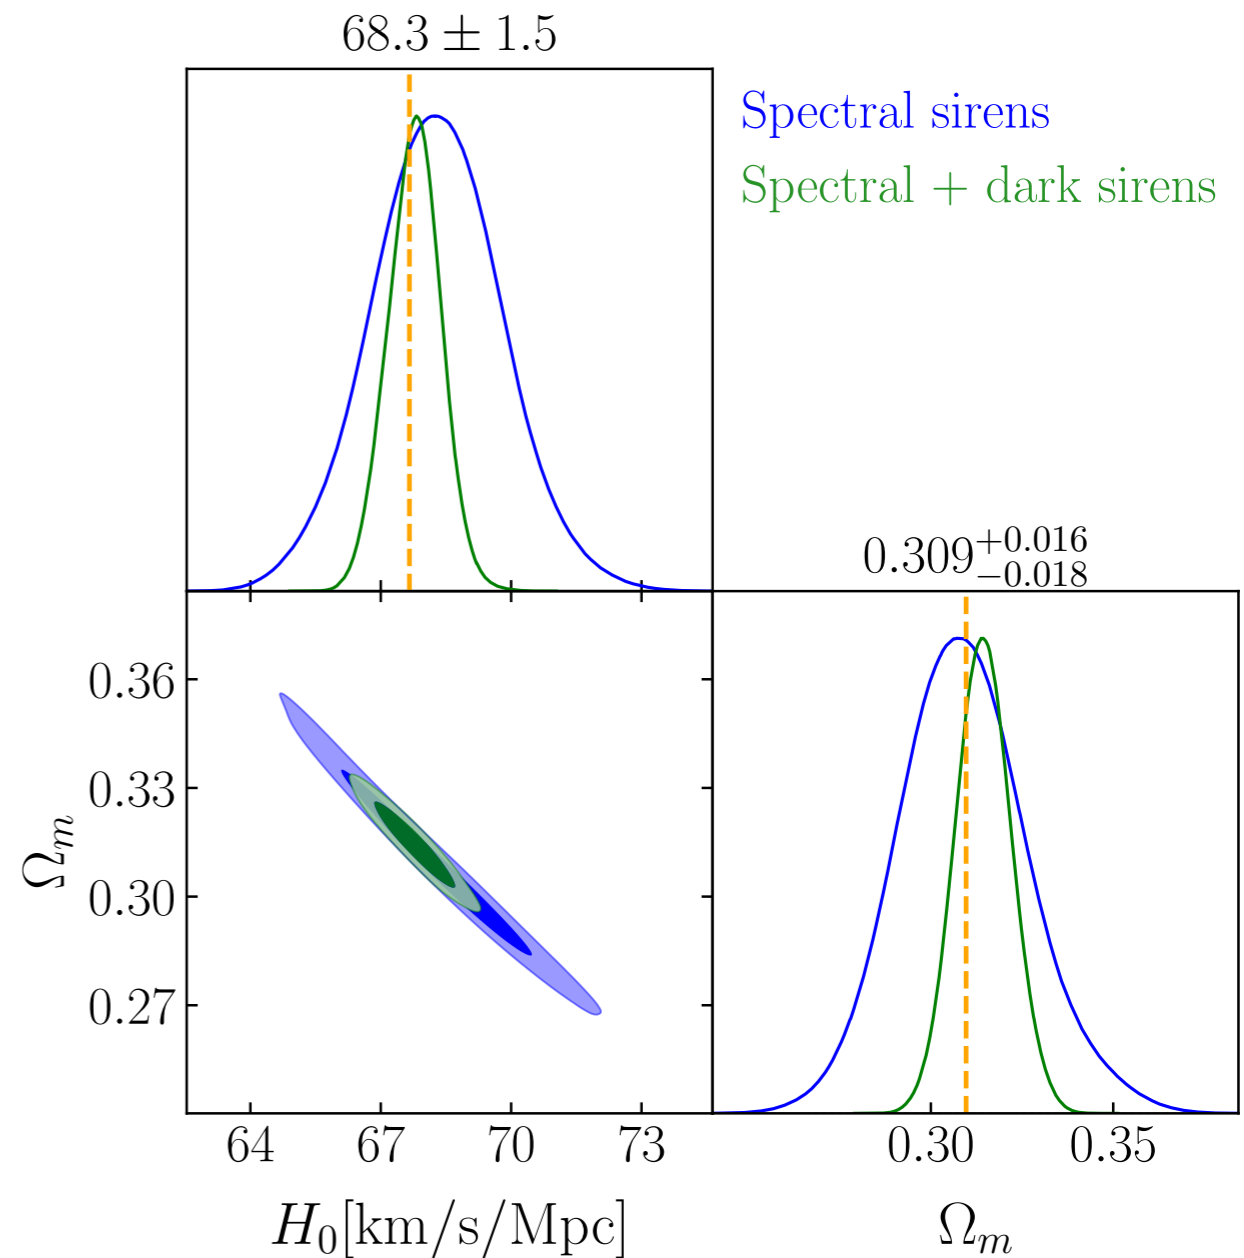 68.3 ± 1.5
Spectral sirens
Spectral + dark sirens
0.309+0.016−0.018
0.36
0.33
0.30
0.27
Ωm
64 67 70 73
0.30 0.35
H0[km/s/Mpc]
Ωm